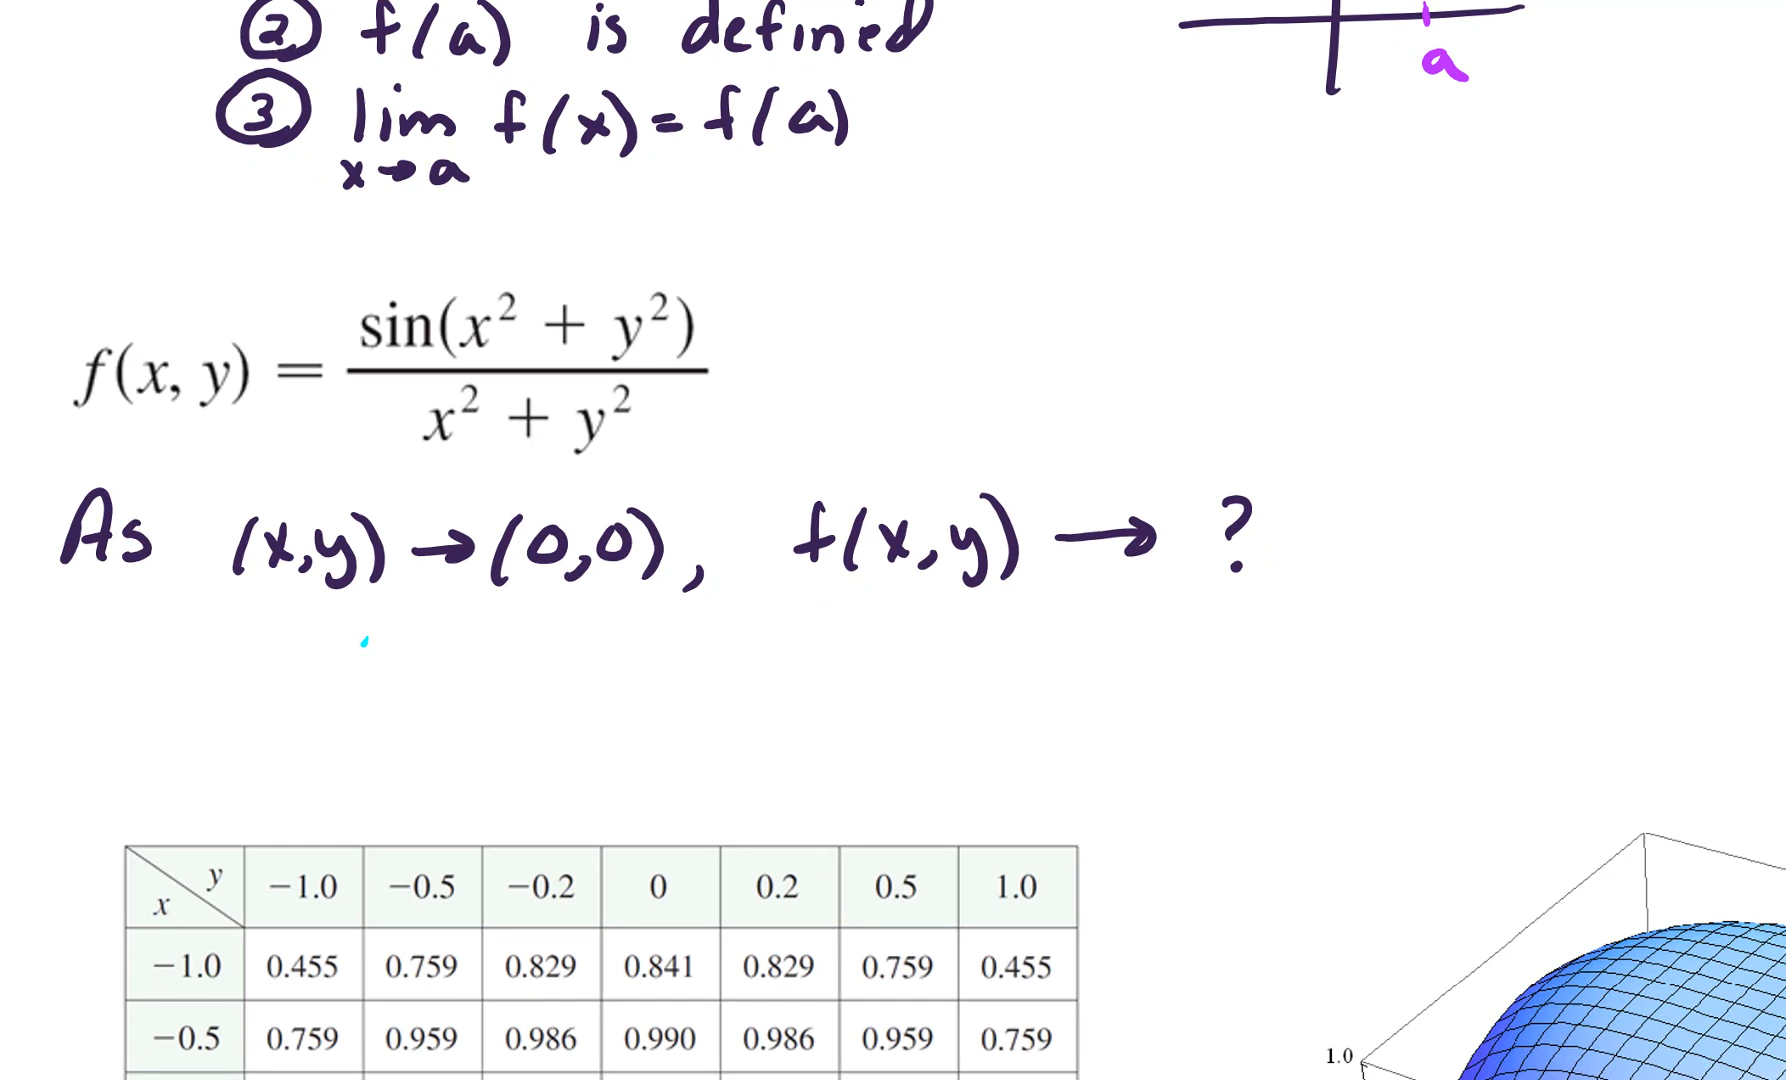 ② f(a) is defined
a
③ lim f(x) = f(a)
x→a
f(x, y) = sin(x² + y²) / x² + y²
As (x,y) → (0,0), f(x,y) → ?
x y −1.0 −0.5 −0.2 0 0.2 0.5 1.0
−1.0 0.455 0.759 0.829 0.841 0.829 0.759 0.455
−0.5 0.759 0.959 0.986 0.990 0.986 0.959 0.759
1.0